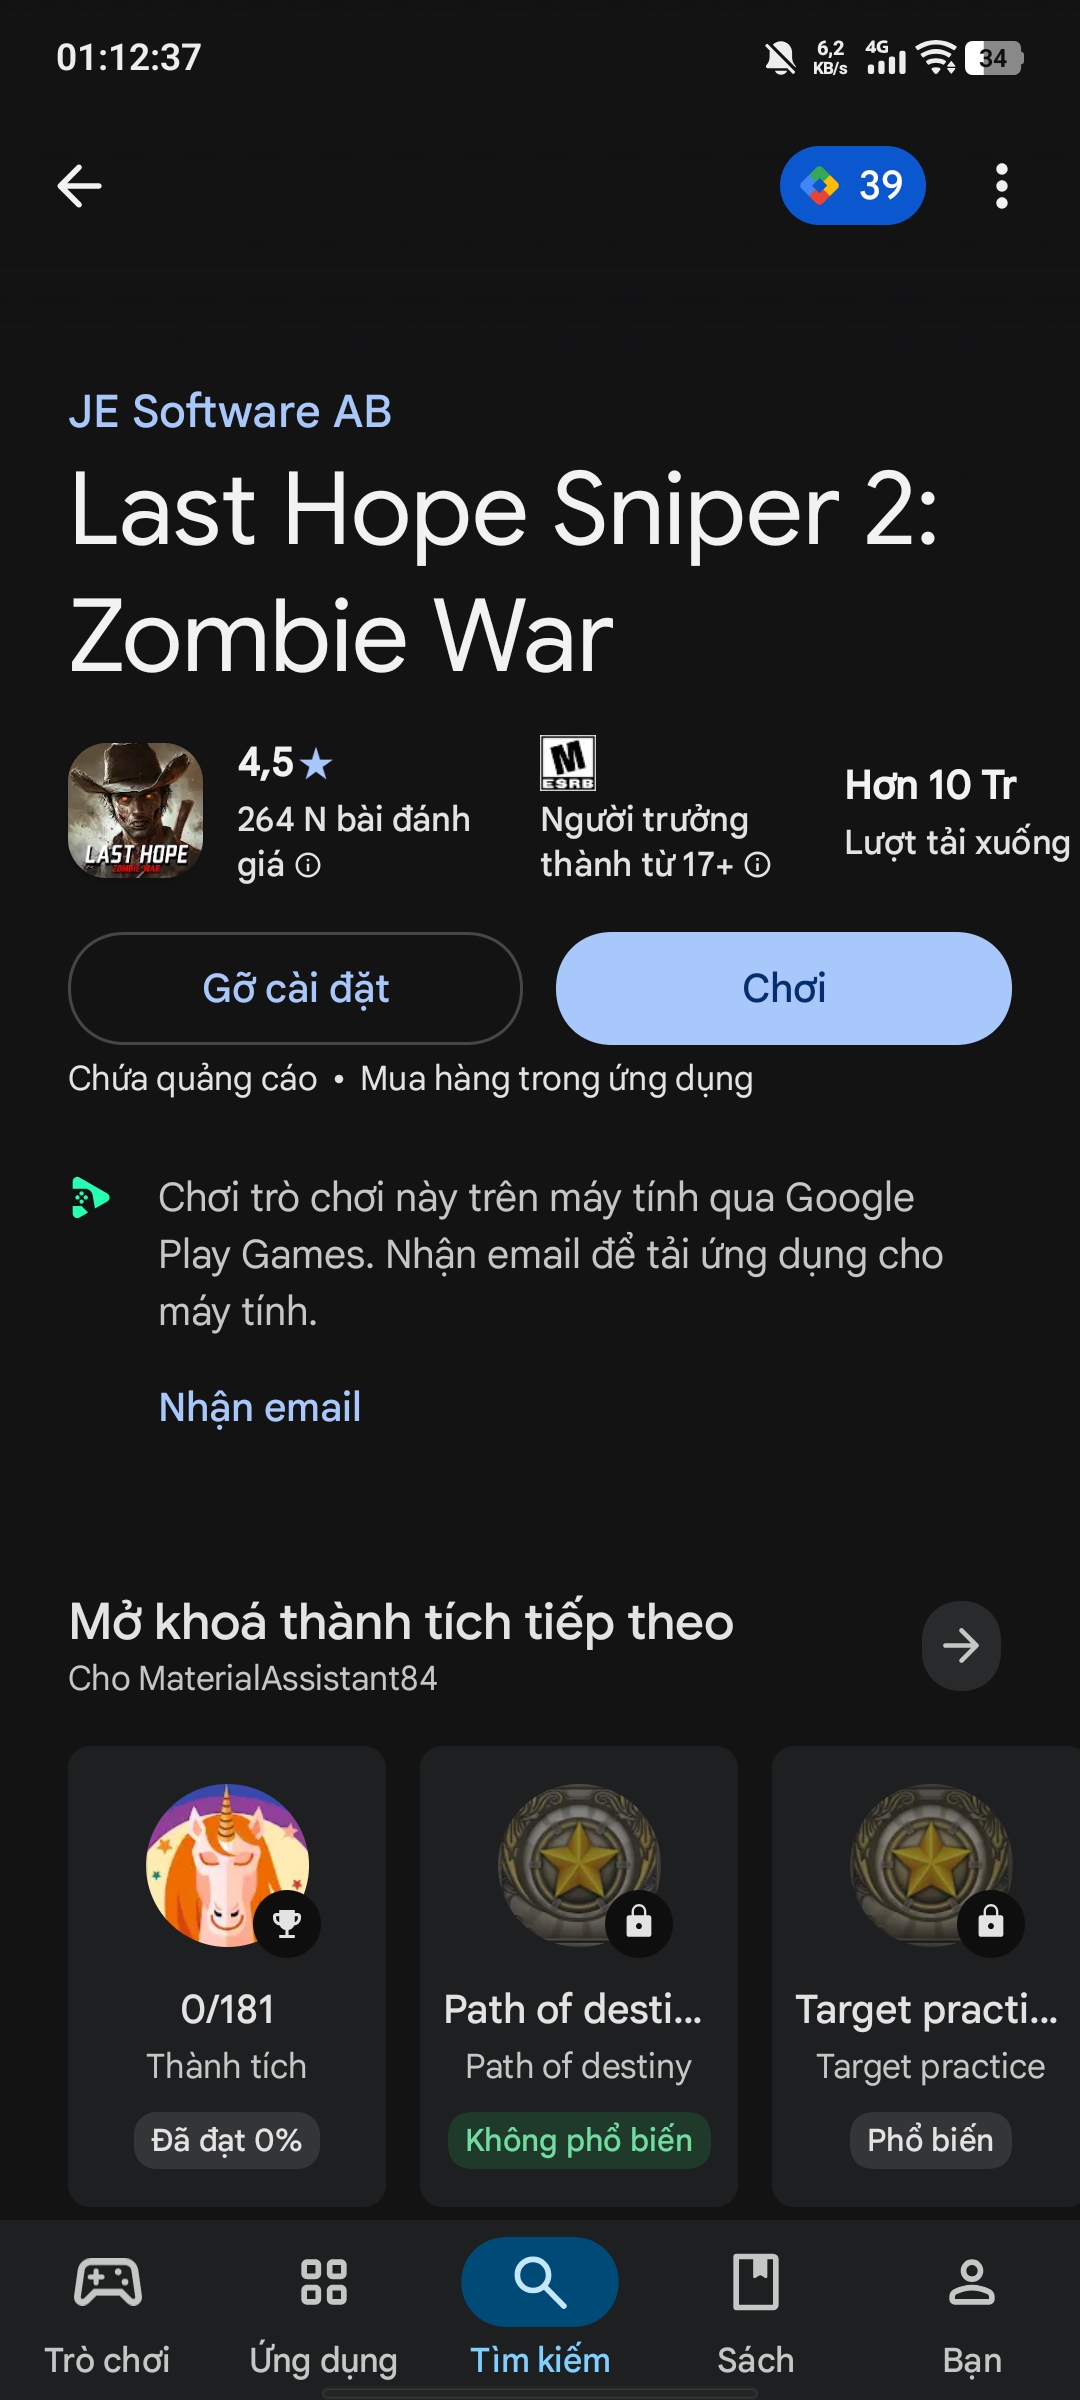 01:12:37
6,2
KB/s
4G
34
39
JE Software AB
Last Hope Sniper 2:
Zombie War
LAST HOPE
ZOMBIE WAR
4,5
264 N bài đánh
giá
M
ESRB
Người trưởng
thành từ 17+
Hơn 10 Tr
Lượt tải xuống
Gỡ cài đặt
Chơi
Chứa quảng cáo • Mua hàng trong ứng dụng
Chơi trò chơi này trên máy tính qua Google
Play Games. Nhận email để tải ứng dụng cho
máy tính.
Nhận email
Mở khoá thành tích tiếp theo
Cho MaterialAssistant84
0/181
Thành tích
Đã đạt 0%
Path of desti...
Path of destiny
Không phổ biến
Target practi...
Target practice
Phổ biến
Trò chơi
Ứng dụng
Tìm kiếm
Sách
Bạn